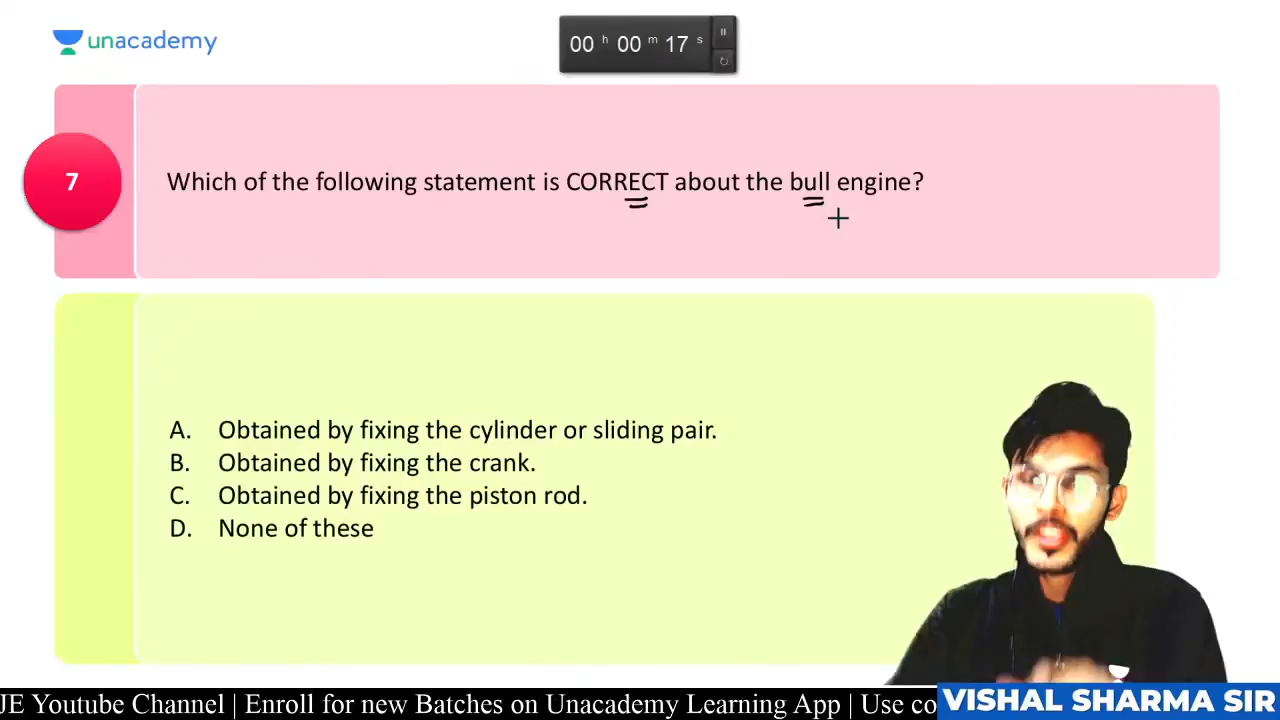 unacademy
00 h 00 m 17 s
7
Which of the following statement is CORRECT about the bull engine?
A. Obtained by fixing the cylinder or sliding pair.
B. Obtained by fixing the crank.
C. Obtained by fixing the piston rod.
D. None of these
JE Youtube Channel | Enroll for new Batches on Unacademy Learning App | Use co
VISHAL SHARMA SIR